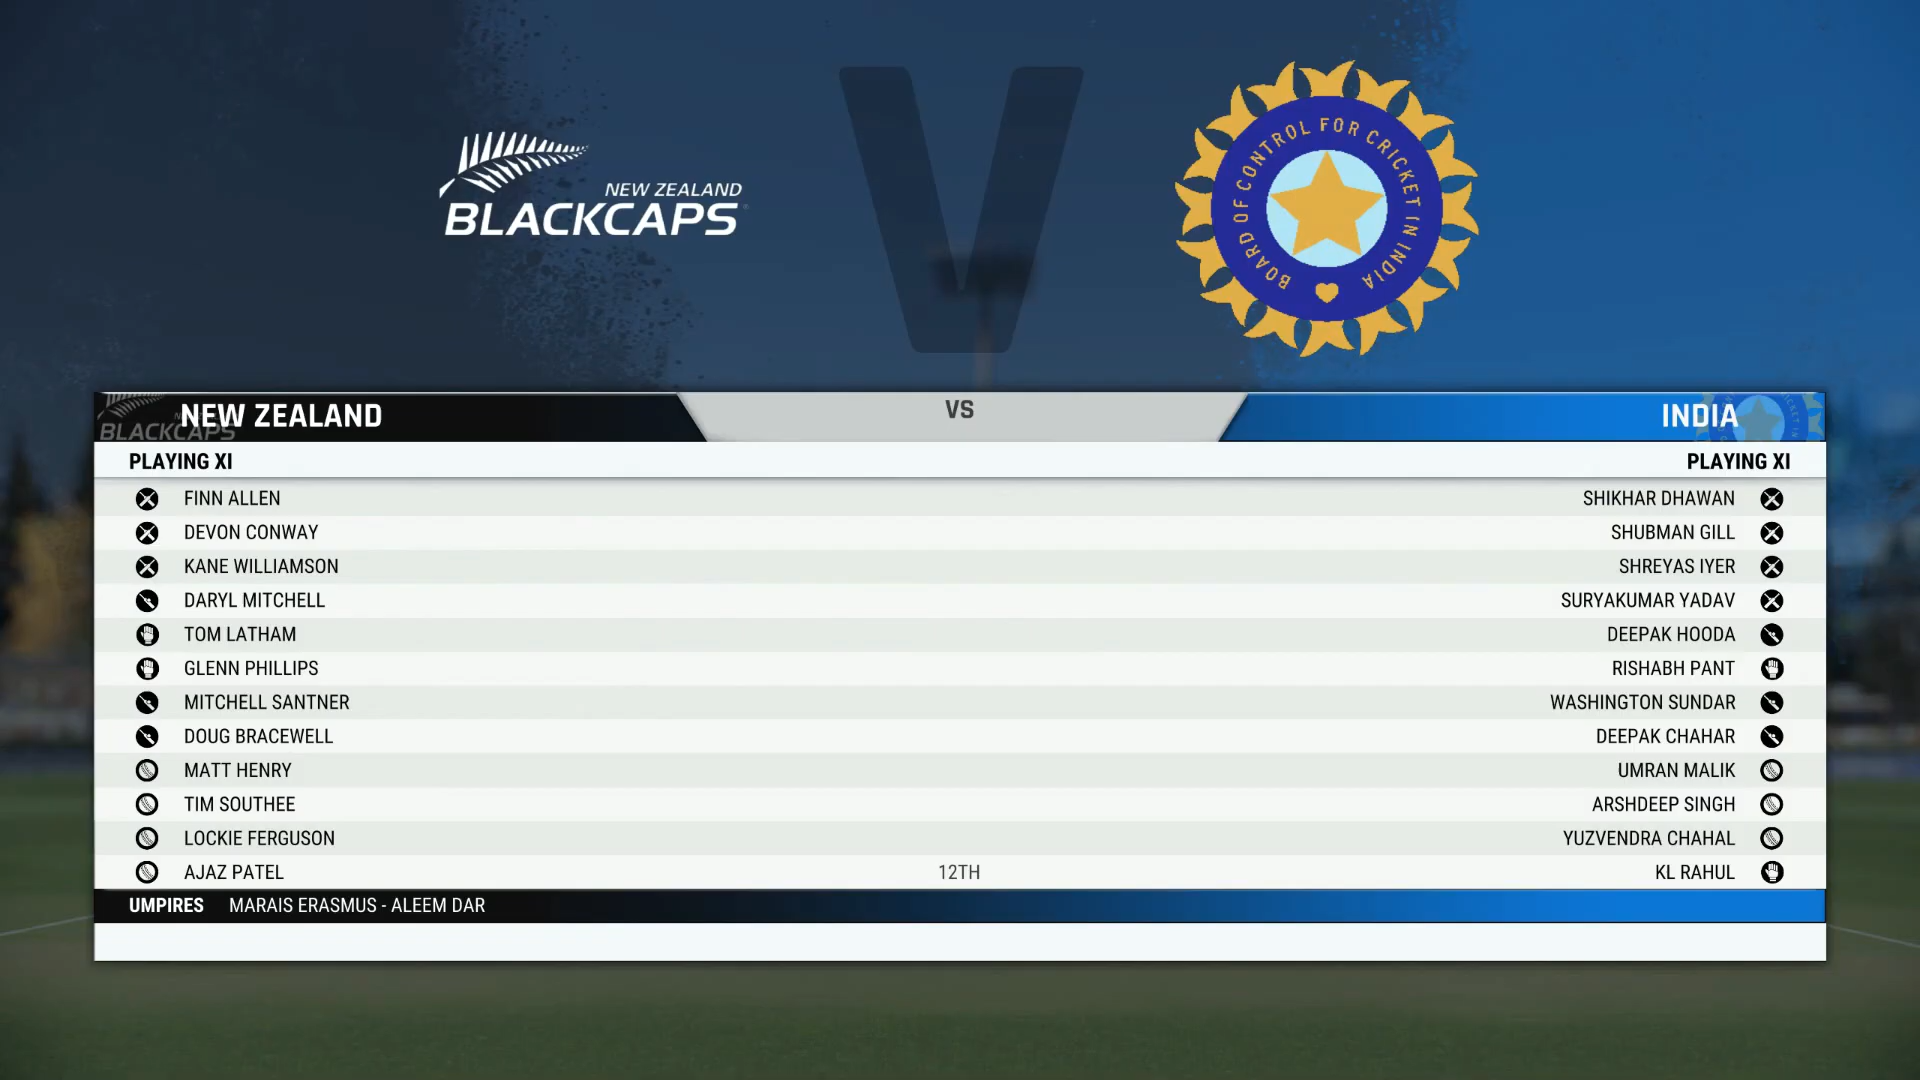 NEW ZEALAND
BLACKCAPS
V
BOARD OF CONTROL FOR CRICKET IN INDIA
NEW ZEALAND VS INDIA
BLACKCAPS
PLAYING XI PLAYING XI
FINN ALLEN SHIKHAR DHAWAN
DEVON CONWAY SHUBMAN GILL
KANE WILLIAMSON SHREYAS IYER
DARYL MITCHELL SURYAKUMAR YADAV
TOM LATHAM DEEPAK HOODA
GLENN PHILLIPS RISHABH PANT
MITCHELL SANTNER WASHINGTON SUNDAR
DOUG BRACEWELL DEEPAK CHAHAR
MATT HENRY UMRAN MALIK
TIM SOUTHEE ARSHDEEP SINGH
LOCKIE FERGUSON YUZVENDRA CHAHAL
AJAZ PATEL 12TH KL RAHUL
UMPIRES MARAIS ERASMUS - ALEEM DAR